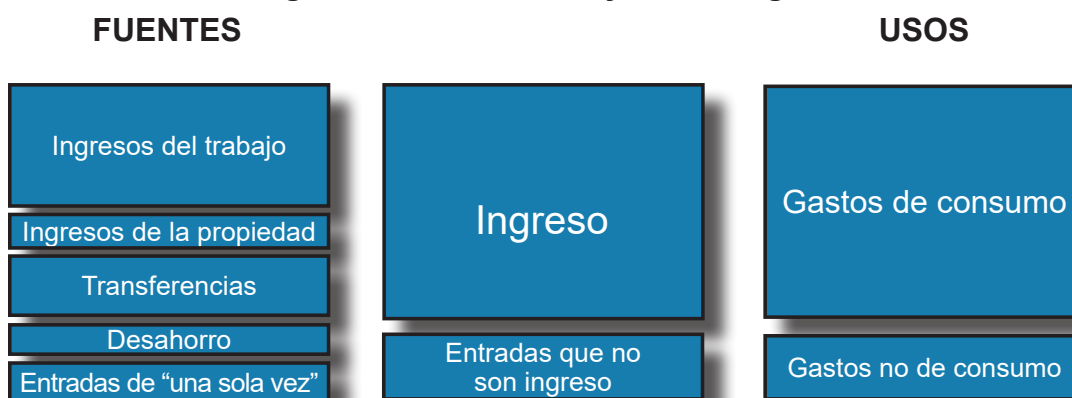 FUENTES
USOS
Ingresos del trabajo
Ingresos de la propiedad
Transferencias
Desahorro
Entradas de “una sola vez”
Ingreso
Entradas que no
son ingreso
Gastos de consumo
Gastos no de consumo